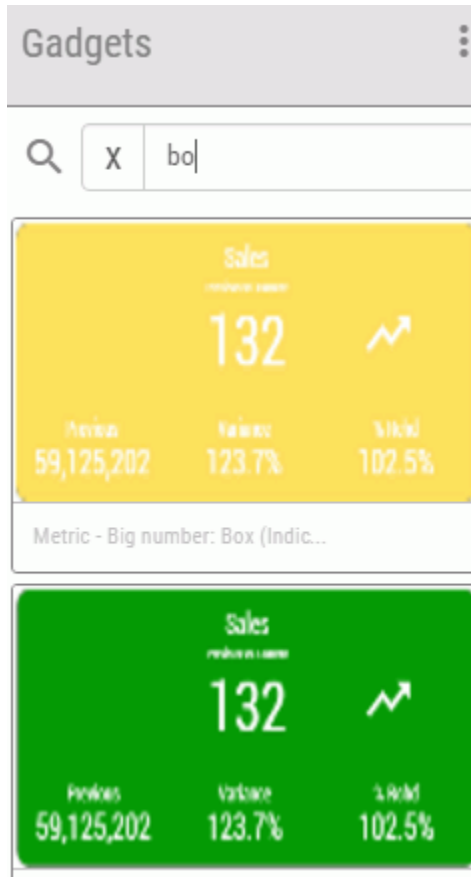 Gadgets
X bo
Sales
132
Previous Variance
59,125,202 123.7% 102.5%
Metric - Big number: Box (Indic...
Sales
132
Previous Variance
59,125,202 123.7% 102.5%